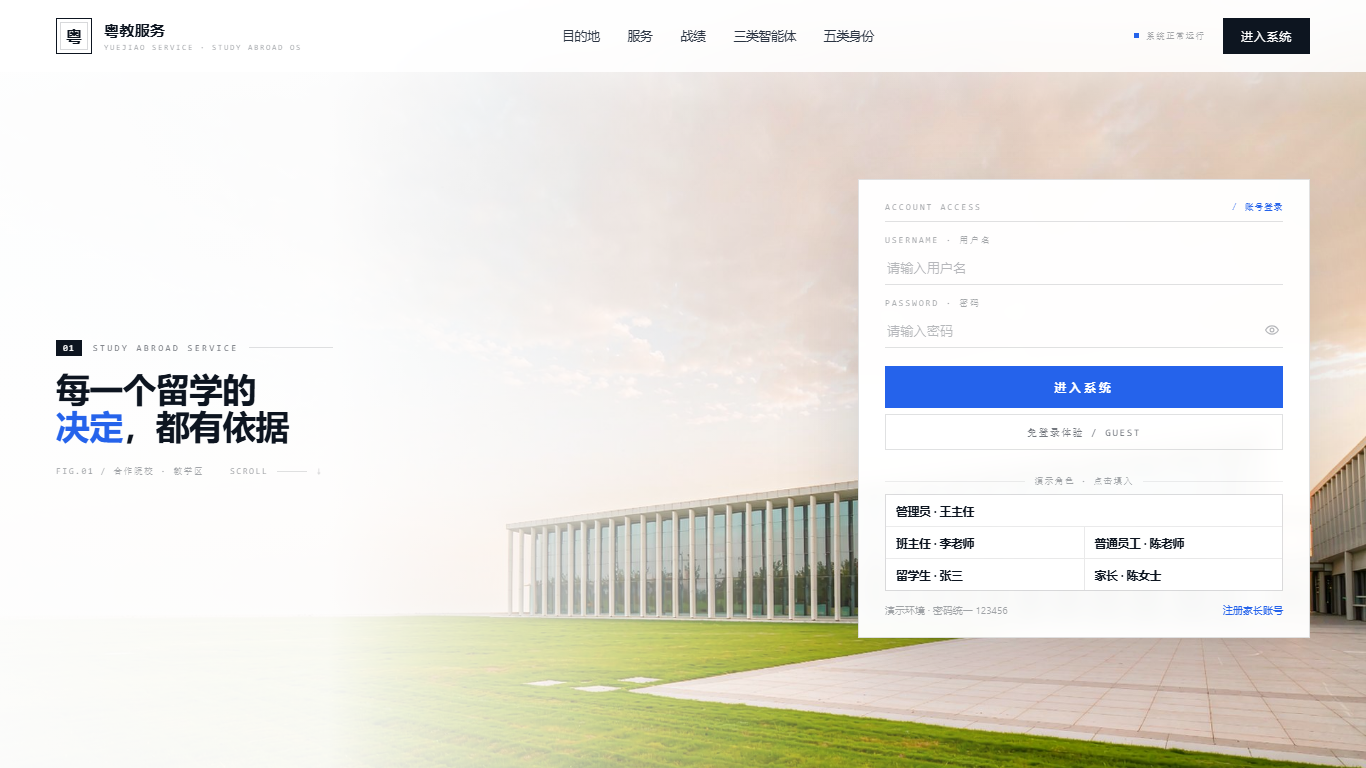 粤
粤教服务
YUEJIAO SERVICE · STUDY ABROAD OS
目的地 服务 战绩 三类智能体 五类身份
系统正常运行
进入系统
ACCOUNT ACCESS
/ 账号登录
USERNAME · 用户名
请输入用户名
PASSWORD · 密码
请输入密码
进入系统
免登录体验 / GUEST
演示角色 · 点击填入
管理员 · 王主任
班主任 · 李老师
普通员工 · 陈老师
留学生 · 张三
家长 · 陈女士
演示环境 · 密码统一 123456
注册家长账号
01 STUDY ABROAD SERVICE
每一个留学的
决定，都有依据
FIG.01 / 合作院校 · 教学区
SCROLL ↓